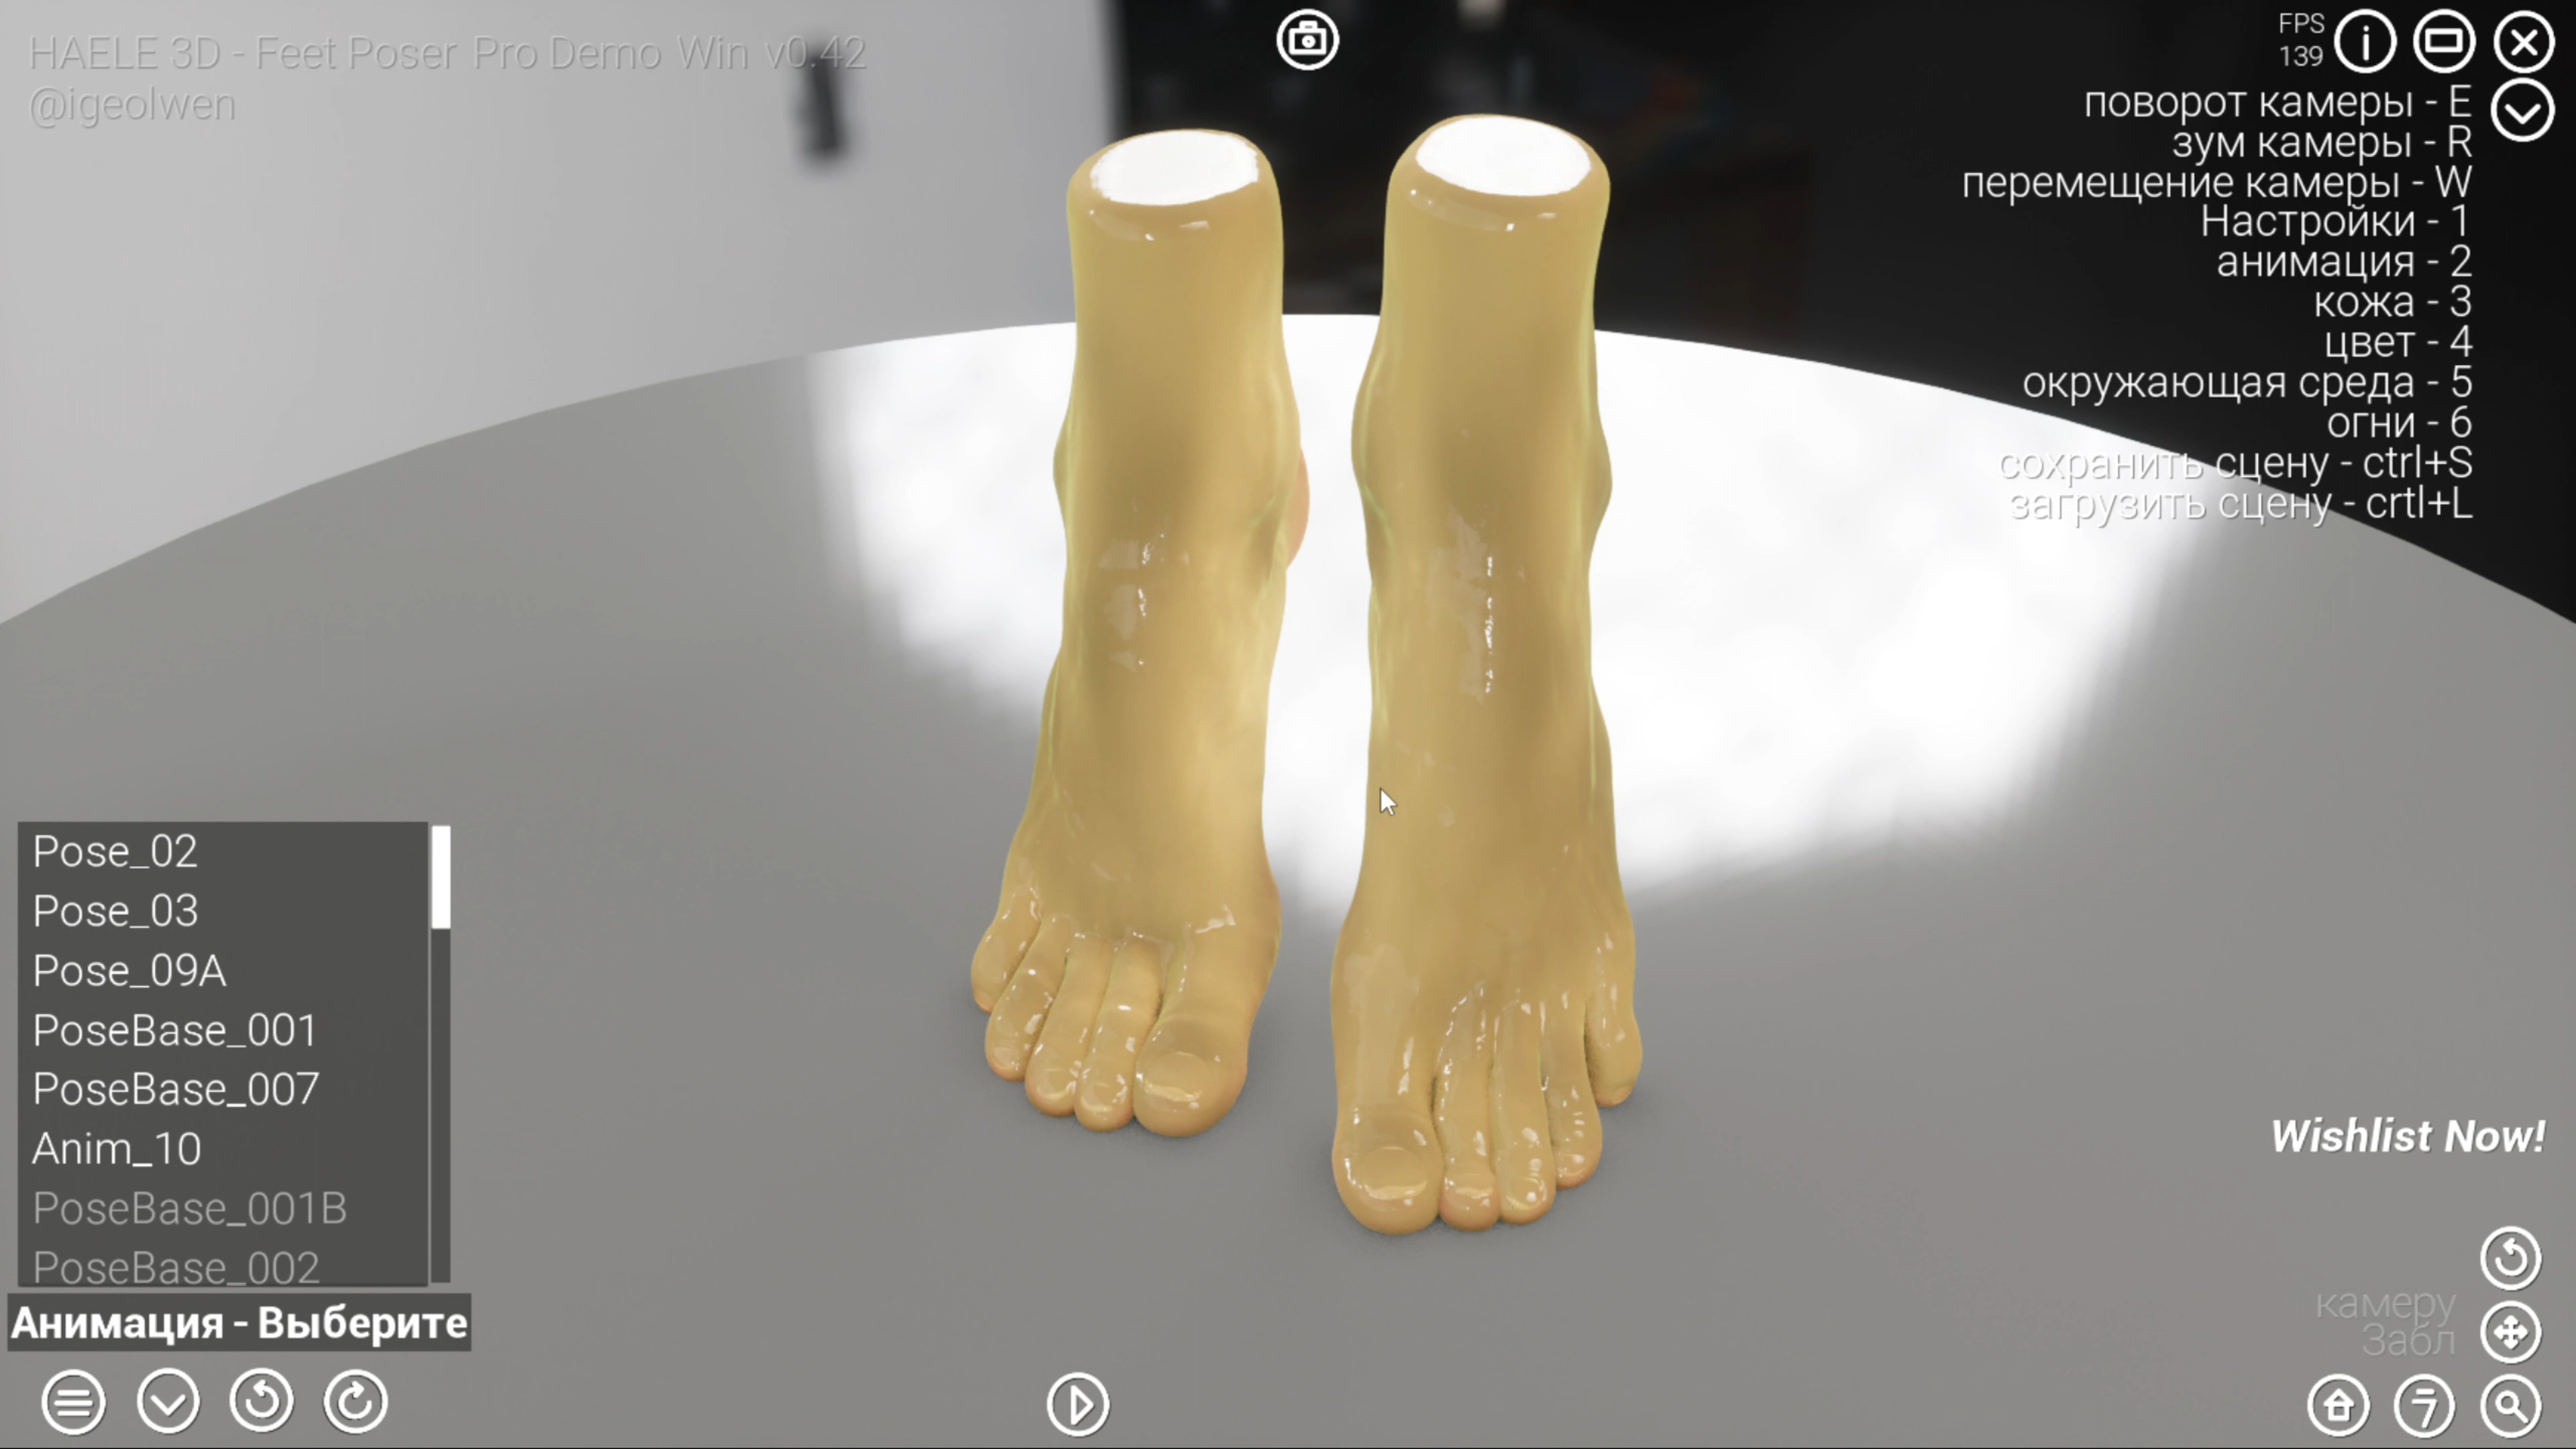 HAELE 3D - Feet Poser Pro Demo Win v0.42
@igeolwen
FPS
139
поворот камеры - E
зум камеры - R
перемещение камеры - W
Настройки - 1
анимация - 2
кожа - 3
цвет - 4
окружающая среда - 5
огни - 6
сохранить сцену - ctrl+S
загрузить сцену - crtl+L
Pose_02
Pose_03
Pose_09A
PoseBase_001
PoseBase_007
Anim_10
PoseBase_001B
PoseBase_002
Анимация - Выберите
Wishlist Now!
камеру
Забл